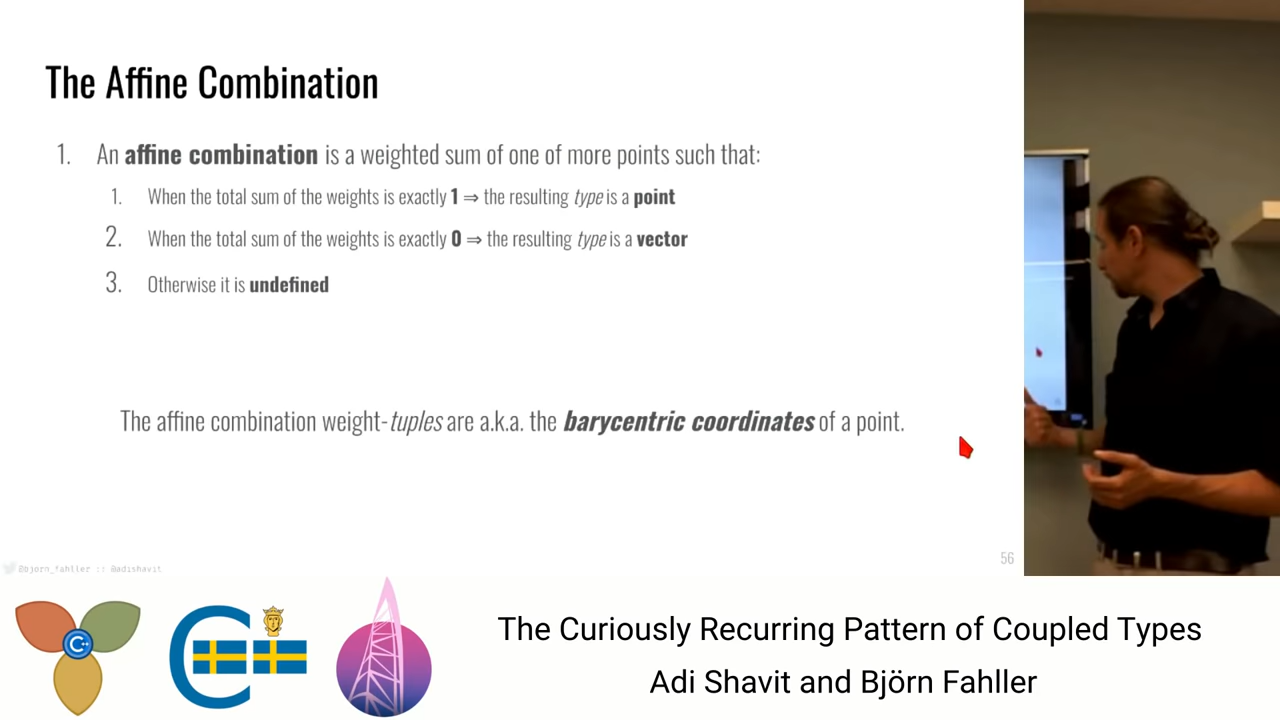 The Affine Combination
1. An affine combination is a weighted sum of one of more points such that:
1. When the total sum of the weights is exactly 1 ⇒ the resulting type is a point
2. When the total sum of the weights is exactly 0 ⇒ the resulting type is a vector
3. Otherwise it is undefined
The affine combination weight-tuples are a.k.a. the barycentric coordinates of a point.
@bjorn_fahller :: @adishavit
56
The Curiously Recurring Pattern of Coupled Types
Adi Shavit and Björn Fahller